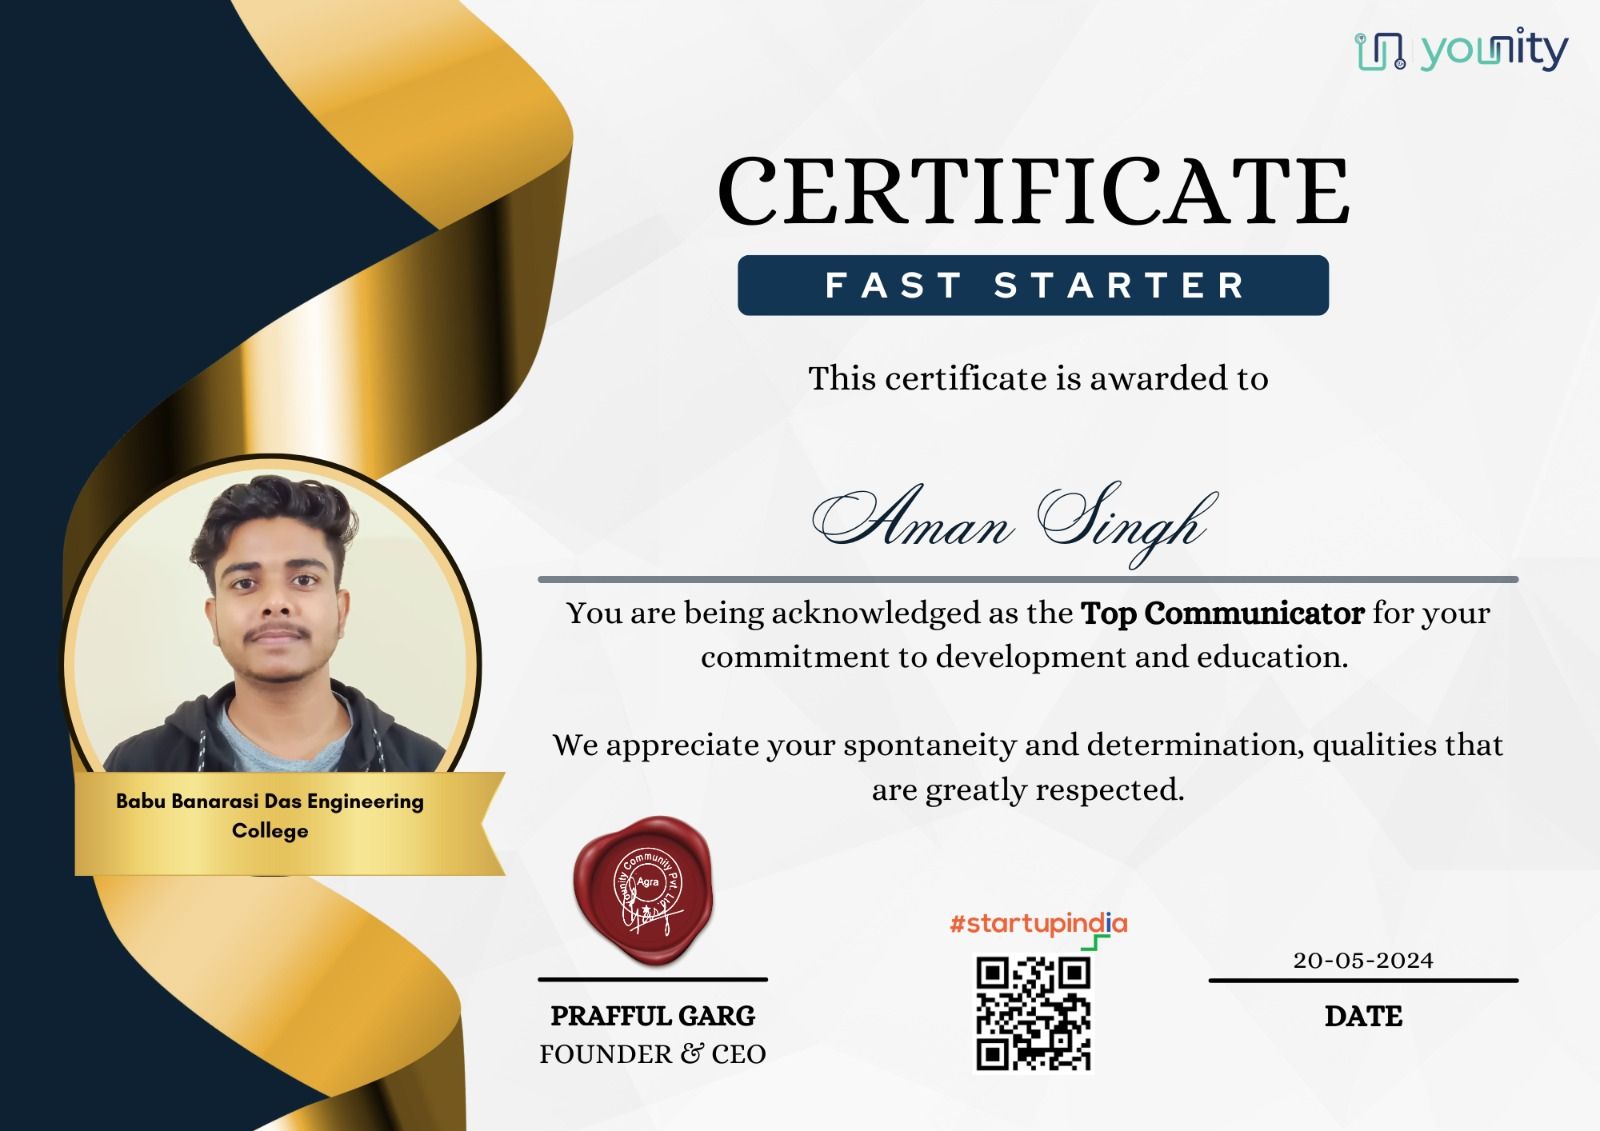 younity
CERTIFICATE
FAST STARTER
This certificate is awarded to
Aman Singh
You are being acknowledged as the Top Communicator for your
commitment to development and education.
We appreciate your spontaneity and determination, qualities that
are greatly respected.
Babu Banarasi Das Engineering
College
Younity Community Pvt. Ltd.
Agra
#startupindia
20-05-2024
PRAFFUL GARG
FOUNDER & CEO
DATE